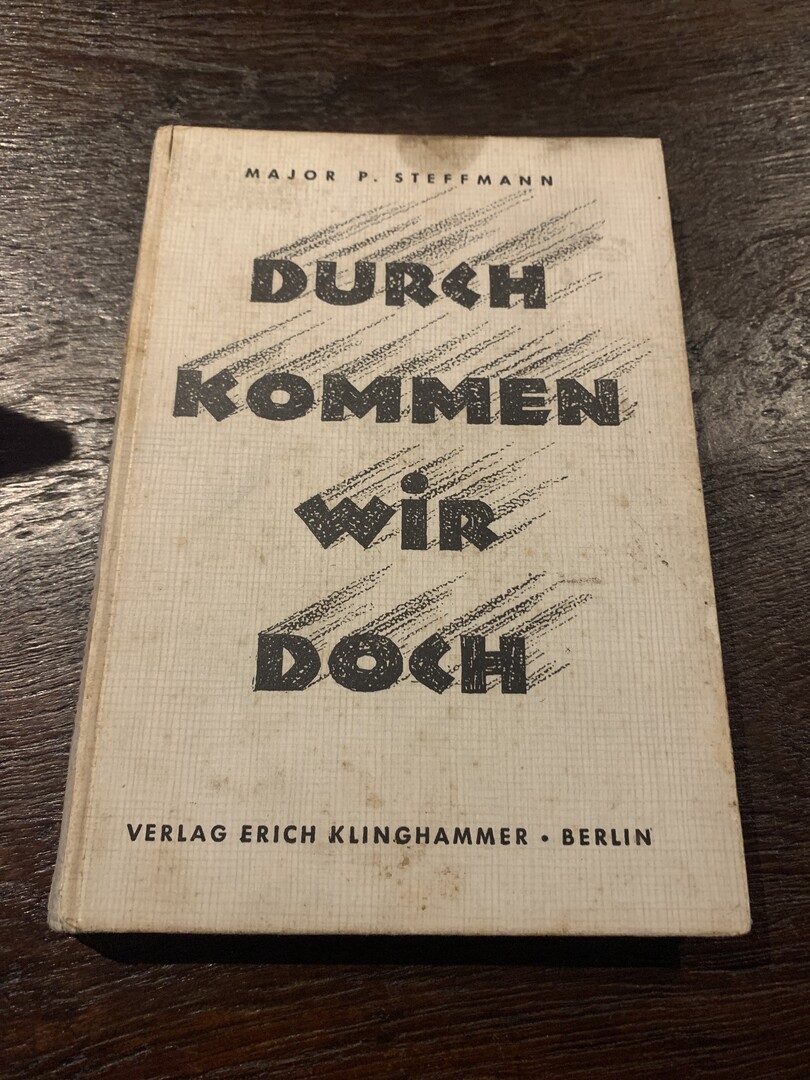 MAJOR P. STEFFMANN
DURCH
KOMMEN
WiR
DOCH
VERLAG ERICH KLINGHAMMER • BERLIN